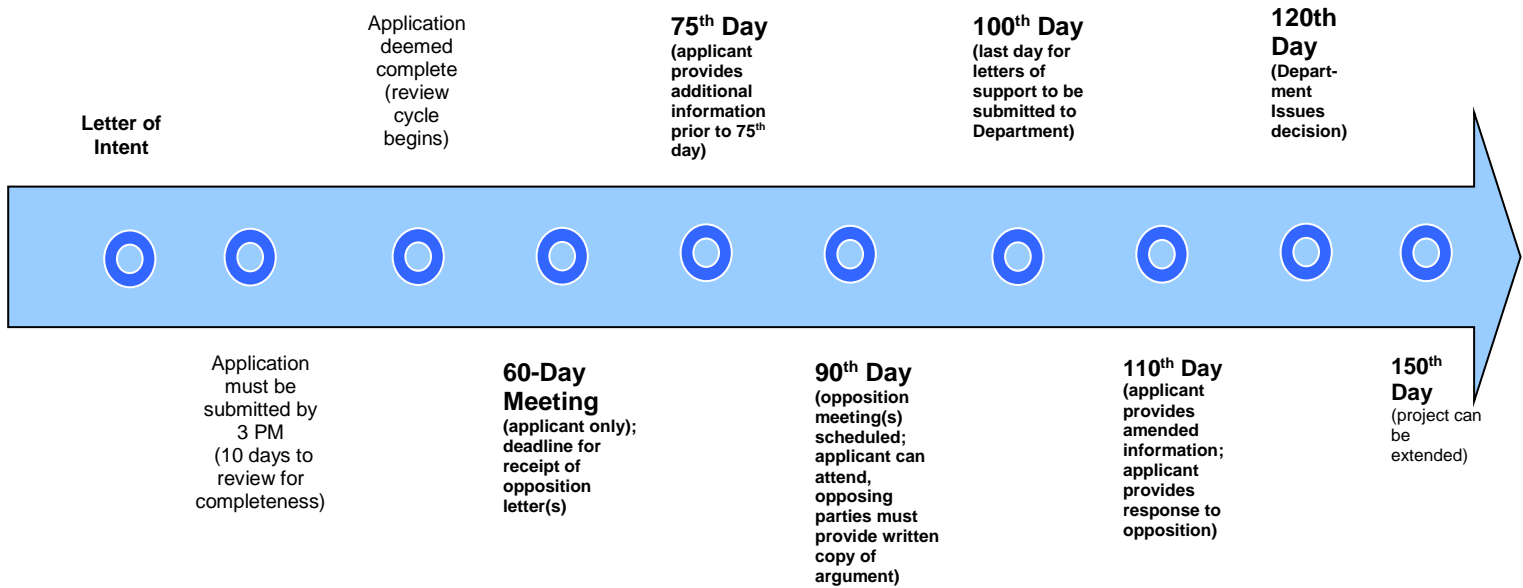 Letter of
Intent
Application
must be
submitted by
3 PM
(10 days to
review for
completeness)
Application
deemed
complete
(review
cycle
begins)
60-Day
Meeting
(applicant only);
deadline for
receipt of
opposition
letter(s)
75th Day
(applicant
provides
additional
information
prior to 75th
day)
90th Day
(opposition
meeting(s)
scheduled;
applicant can
attend,
opposing
parties must
provide written
copy of
argument)
100th Day
(last day for
letters of
support to be
submitted to
Department)
110th Day
(applicant
provides
amended
information;
applicant
provides
response to
opposition)
120th
Day
(Depart-
ment
Issues
decision)
150th
Day
(project can
be
extended)